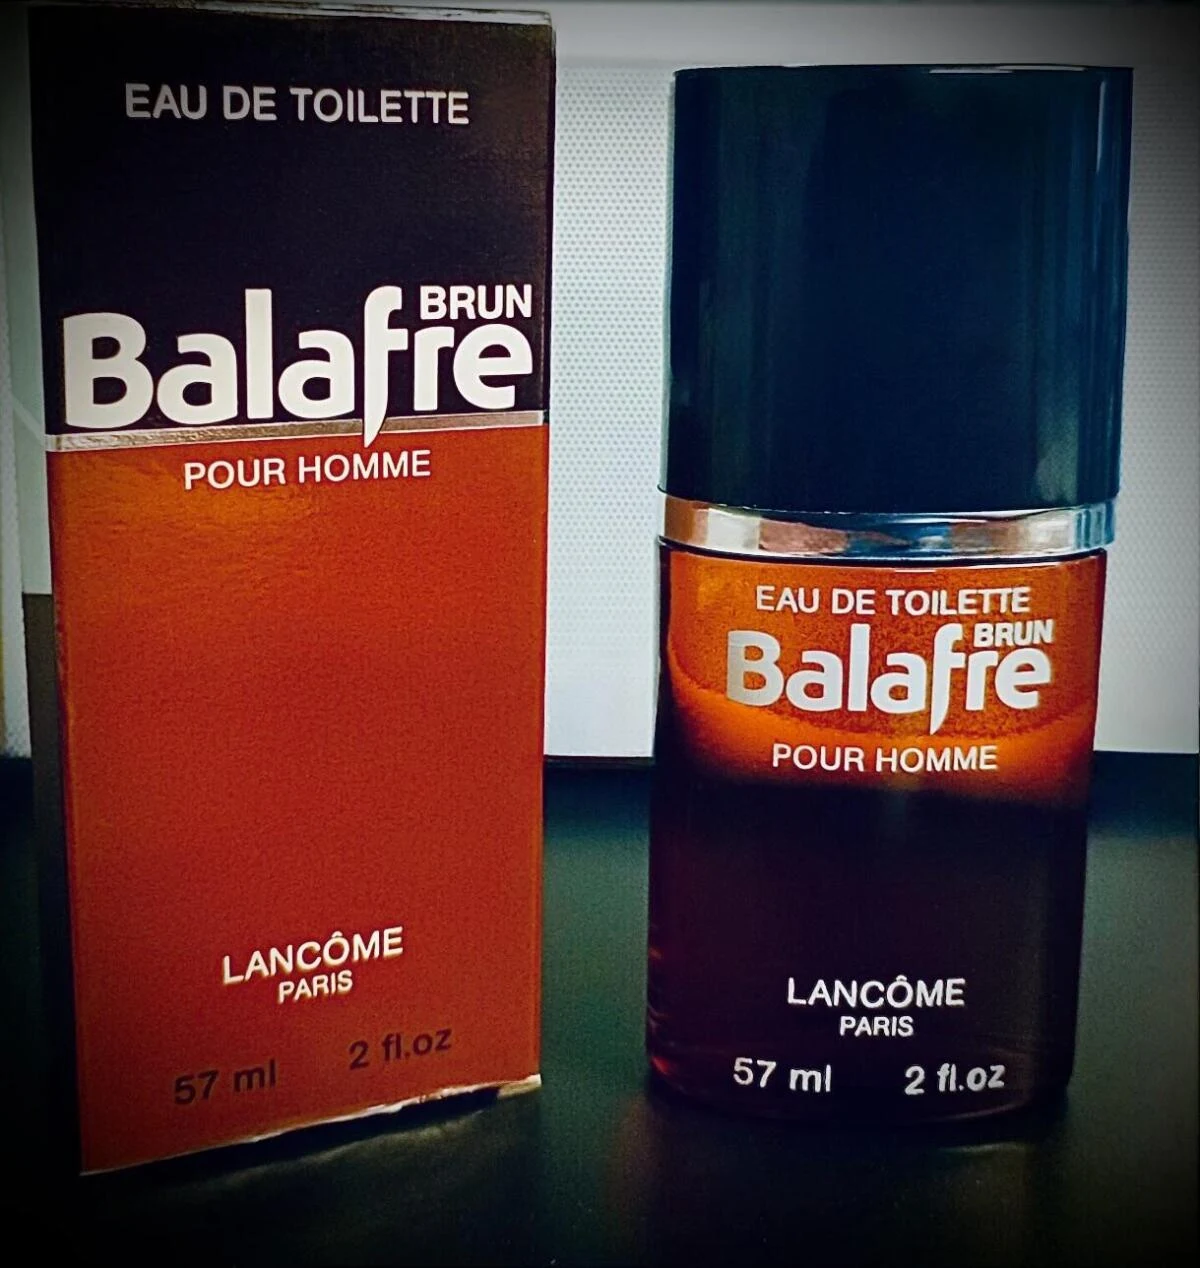 EAU DE TOILETTE
BRUN
Balafre
POUR HOMME
LANCÔME
PARIS
57 ml 2 fl.oz
EAU DE TOILETTE
BRUN
Balafre
POUR HOMME
LANCÔME
PARIS
57 ml 2 fl.oz